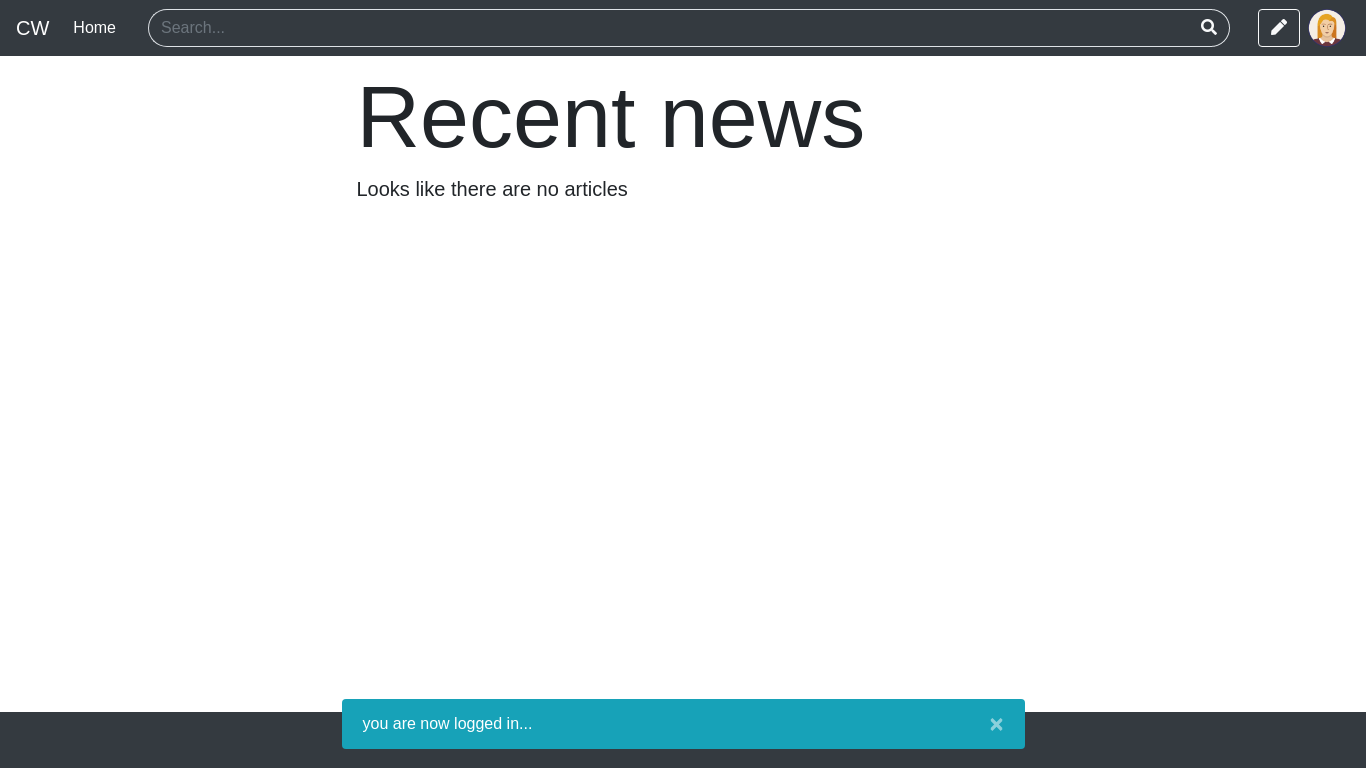 CW
Home
Search...
Recent news
Looks like there are no articles
you are now logged in...
×